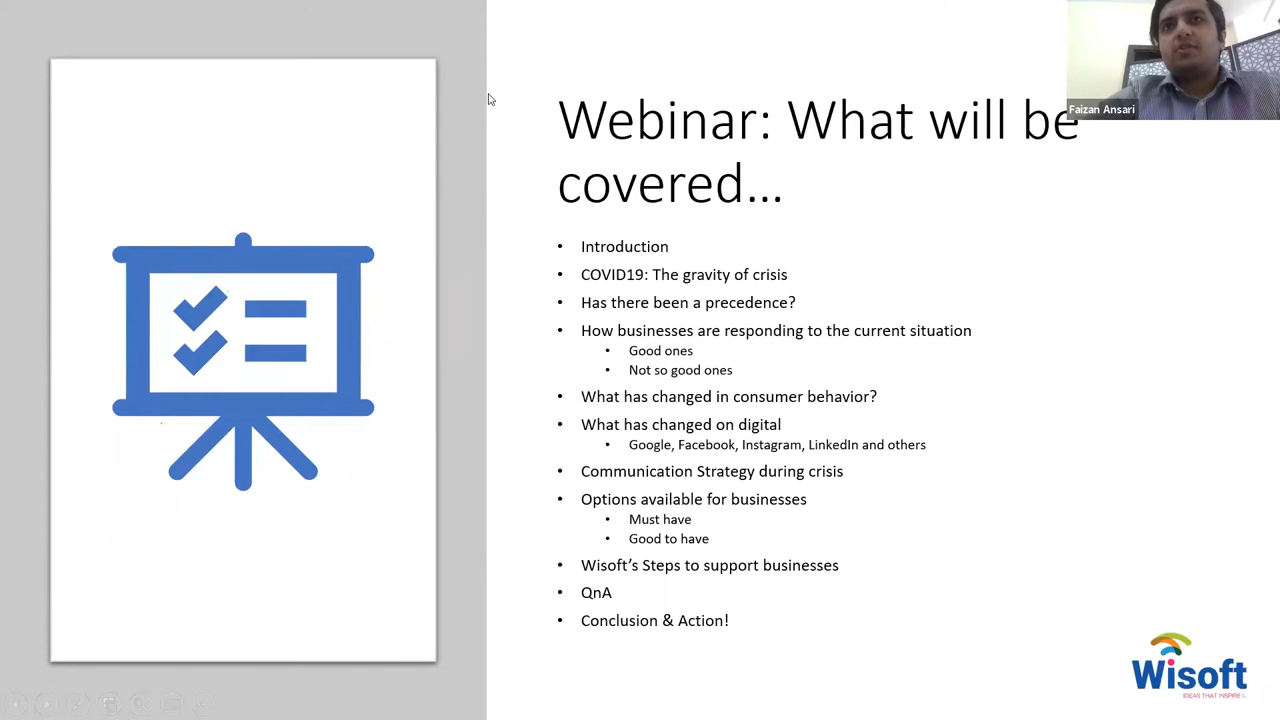 Faizan Ansari
Webinar: What will be
covered...
• Introduction
• COVID19: The gravity of crisis
• Has there been a precedence?
• How businesses are responding to the current situation
• Good ones
• Not so good ones
• What has changed in consumer behavior?
• What has changed on digital
• Google, Facebook, Instagram, LinkedIn and others
• Communication Strategy during crisis
• Options available for businesses
• Must have
• Good to have
• Wisoft’s Steps to support businesses
• QnA
• Conclusion & Action!
Wisoft
IDEAS THAT INSPIRE